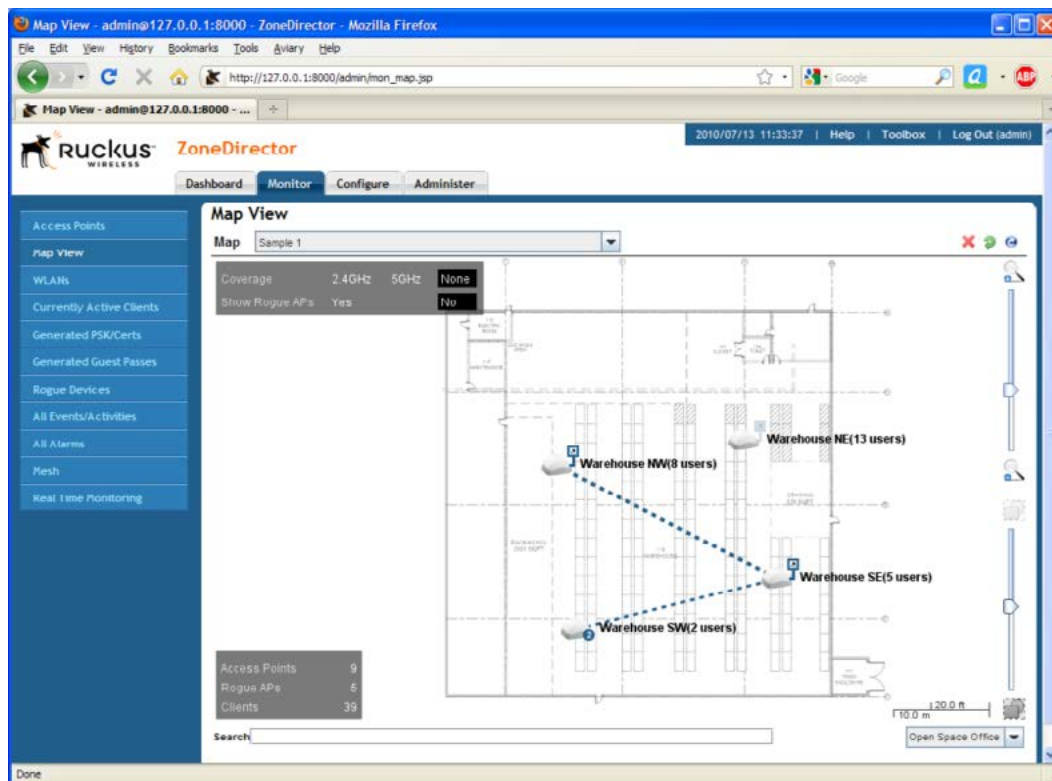 Map View - admin@127.0.0.1:8000 - ZoneDirector - Mozilla Firefox
File Edit View History Bookmarks Tools Aviary Help
http://127.0.0.1:8000/admin/mon_map.jsp
Google
ABP
Map View - admin@127.0.0.1:8000 - ...
2010/07/13 11:33:37 | Help | Toolbox | Log Out (admin)
Ruckus WIRELESS
ZoneDirector
Dashboard Monitor Configure Administer
Access Points
Map View
WLANs
Currently Active Clients
Generated PSK/Certs
Generated Guest Passes
Rogue Devices
All Events/Activities
All Alarms
Mesh
Real Time Monitoring
Map View
Map Sample 1
Coverage 2.4GHz 5GHz None
Show Rogue APs Yes No
Warehouse NE(13 users)
Warehouse NW(8 users)
Warehouse SE(5 users)
Warehouse SW(2 users)
2
Access Points 9
Rogue APs 5
Clients 39
20.0 ft
10.0 m
Search
Open Space Office
Done